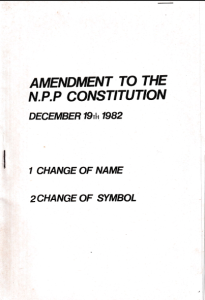 AMENDMENT TO THE
N.P.P CONSTITUTION
DECEMBER 19th 1982
1 CHANGE OF NAME
2 CHANGE OF SYMBOL